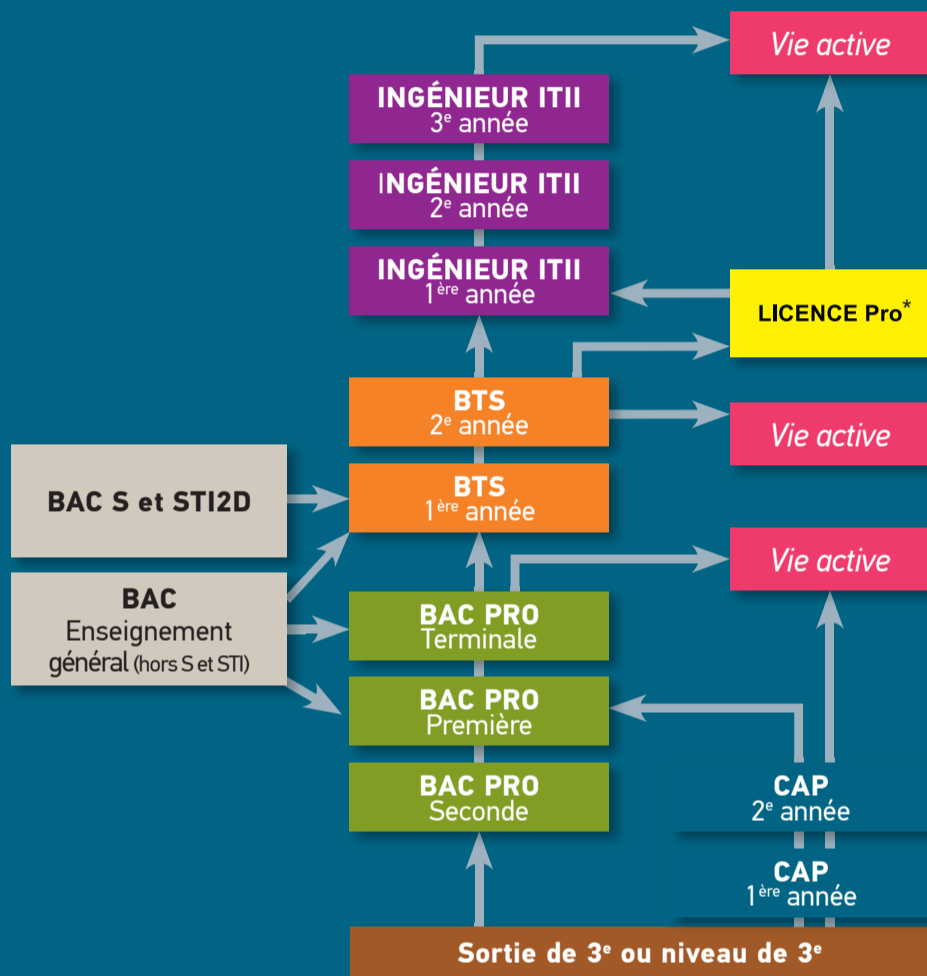 Vie active
INGÉNIEUR ITII
3e année
INGÉNIEUR ITII
2e année
INGÉNIEUR ITII
1ère année
LICENCE Pro*
BTS
2e année
Vie active
BAC S et STI2D
BTS
1ère année
Vie active
BAC
Enseignement
général (hors S et STI)
BAC PRO
Terminale
BAC PRO
Première
BAC PRO
Seconde
CAP
2e année
CAP
1ère année
Sortie de 3e ou niveau de 3e